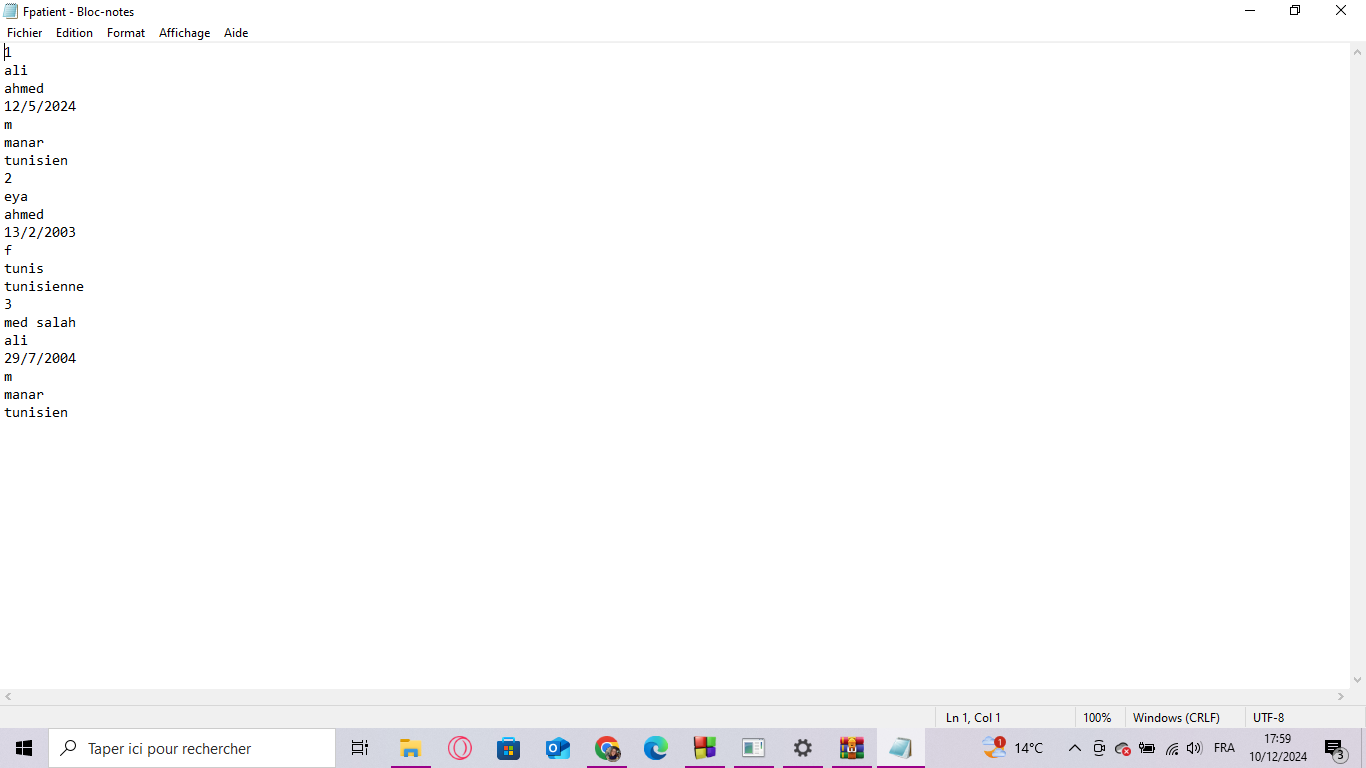 Fpatient - Bloc-notes
Fichier Edition Format Affichage Aide
1
ali
ahmed
12/5/2024
m
manar
tunisien
2
eya
ahmed
13/2/2003
f
tunis
tunisienne
3
med salah
ali
29/7/2004
m
manar
tunisien
Ln 1, Col 1 100% Windows (CRLF) UTF-8
Taper ici pour rechercher
1
14°C
FRA
17:59
10/12/2024
3